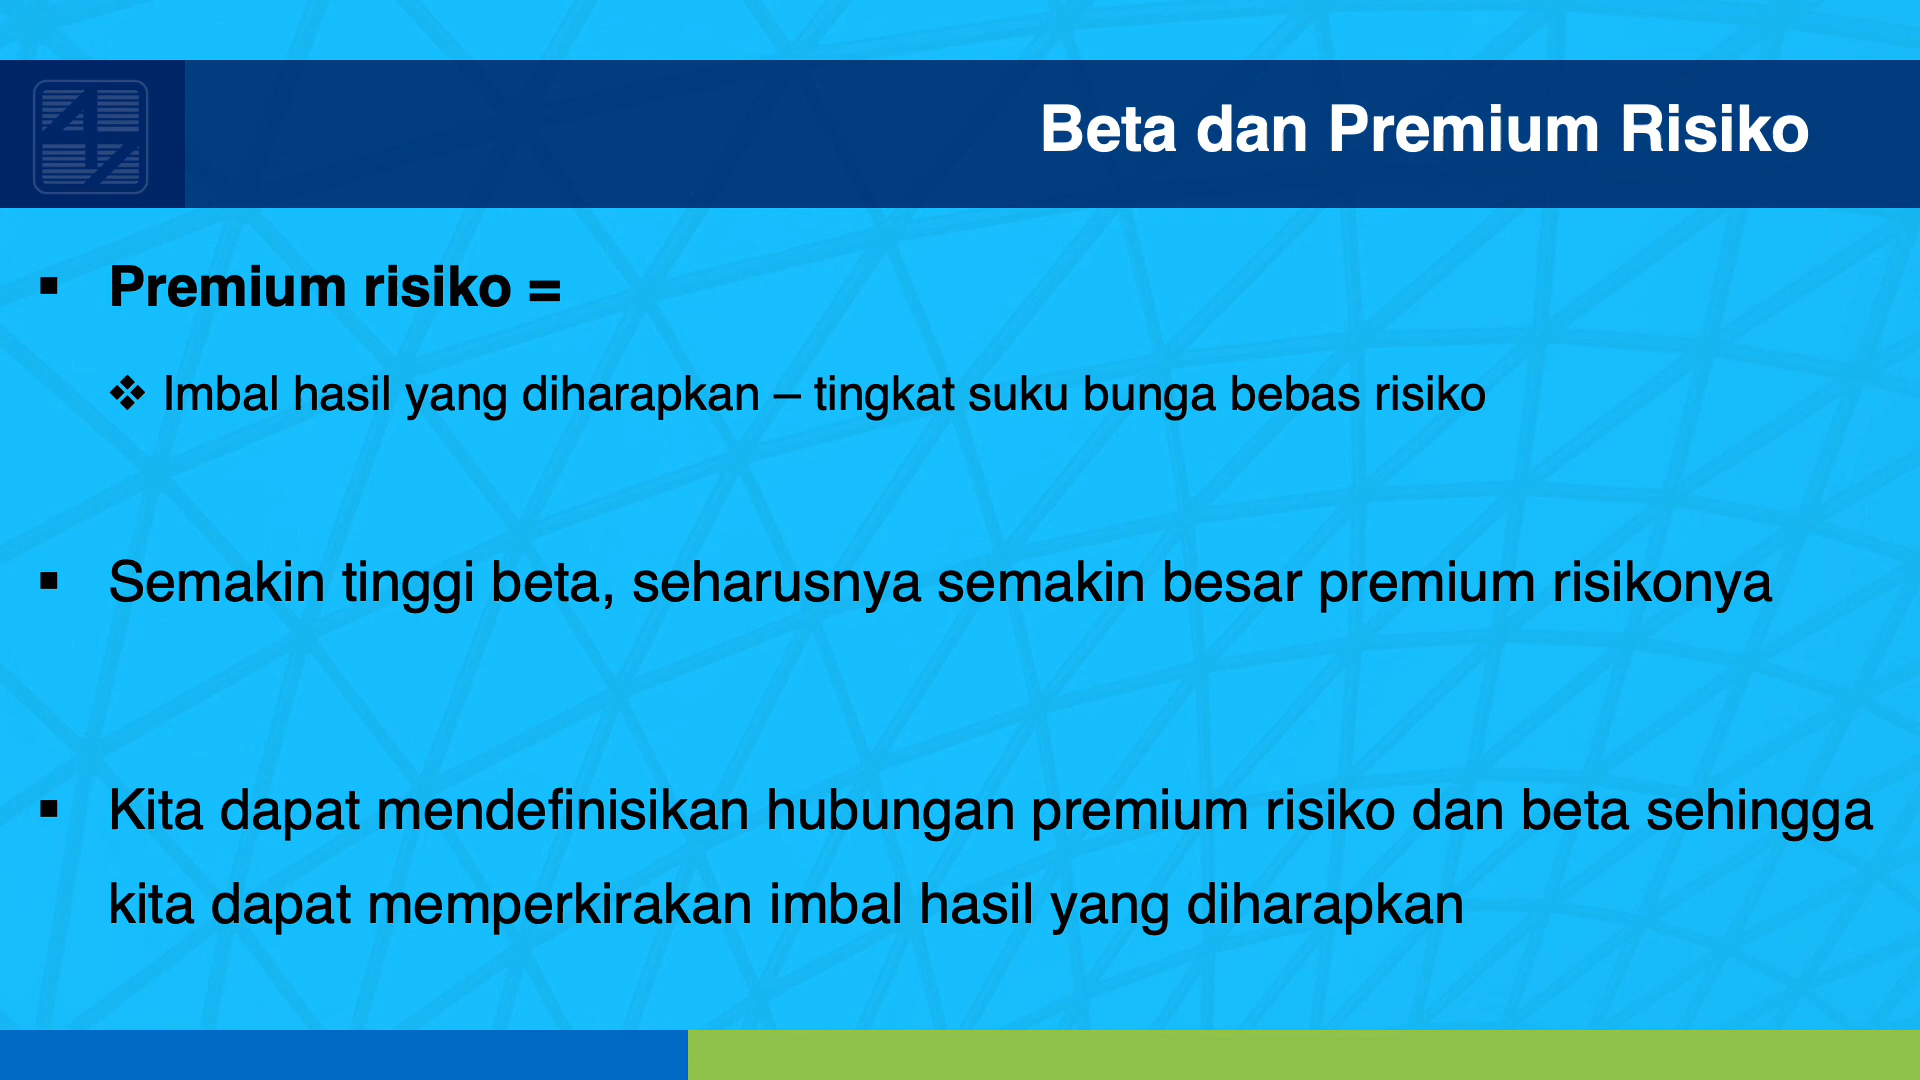 Beta dan Premium Risiko
▪ Premium risiko =
❖ Imbal hasil yang diharapkan – tingkat suku bunga bebas risiko
▪ Semakin tinggi beta, seharusnya semakin besar premium risikonya
▪ Kita dapat mendefinisikan hubungan premium risiko dan beta sehingga
kita dapat memperkirakan imbal hasil yang diharapkan